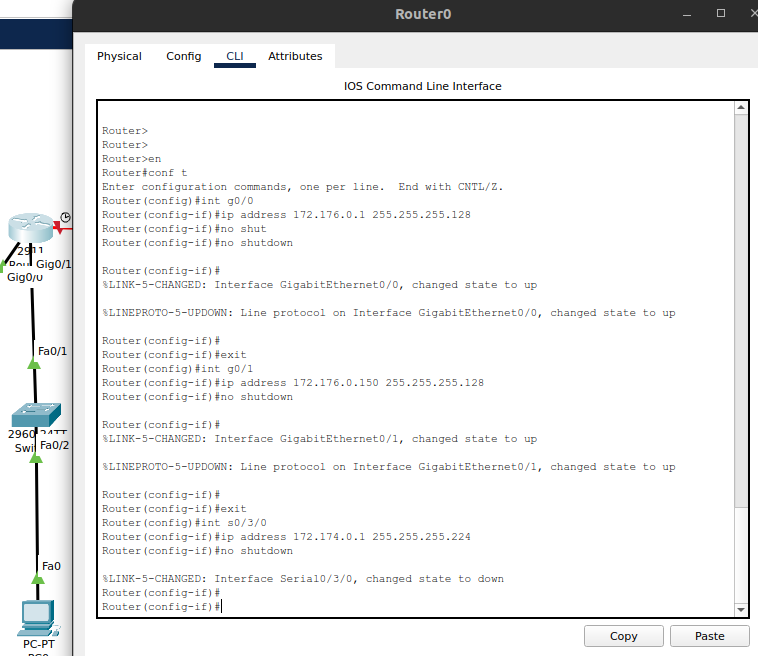 Router0
Physical Config CLI Attributes
IOS Command Line Interface
Router>
Router>
Router>en
Router#conf t
Enter configuration commands, one per line.  End with CNTL/Z.
Router(config)#int g0/0
Router(config-if)#ip address 172.176.0.1 255.255.255.128
Router(config-if)#no shut
Router(config-if)#no shutdown
Router(config-if)#
%LINK-5-CHANGED: Interface GigabitEthernet0/0, changed state to up
%LINEPROTO-5-UPDOWN: Line protocol on Interface GigabitEthernet0/0, changed state to up
Router(config-if)#
Router(config-if)#exit
Router(config)#int g0/1
Router(config-if)#ip address 172.176.0.150 255.255.255.128
Router(config-if)#no shutdown
Router(config-if)#
%LINK-5-CHANGED: Interface GigabitEthernet0/1, changed state to up
%LINEPROTO-5-UPDOWN: Line protocol on Interface GigabitEthernet0/1, changed state to up
Router(config-if)#
Router(config-if)#exit
Router(config)#int s0/3/0
Router(config-if)#ip address 172.174.0.1 255.255.255.224
Router(config-if)#no shutdown
%LINK-5-CHANGED: Interface Serial0/3/0, changed state to down
Router(config-if)#
Router(config-if)#
Copy Paste
2911
Gig0/1
Gig0/0
Fa0/1
Fa0/2
Fa0
PC-PT